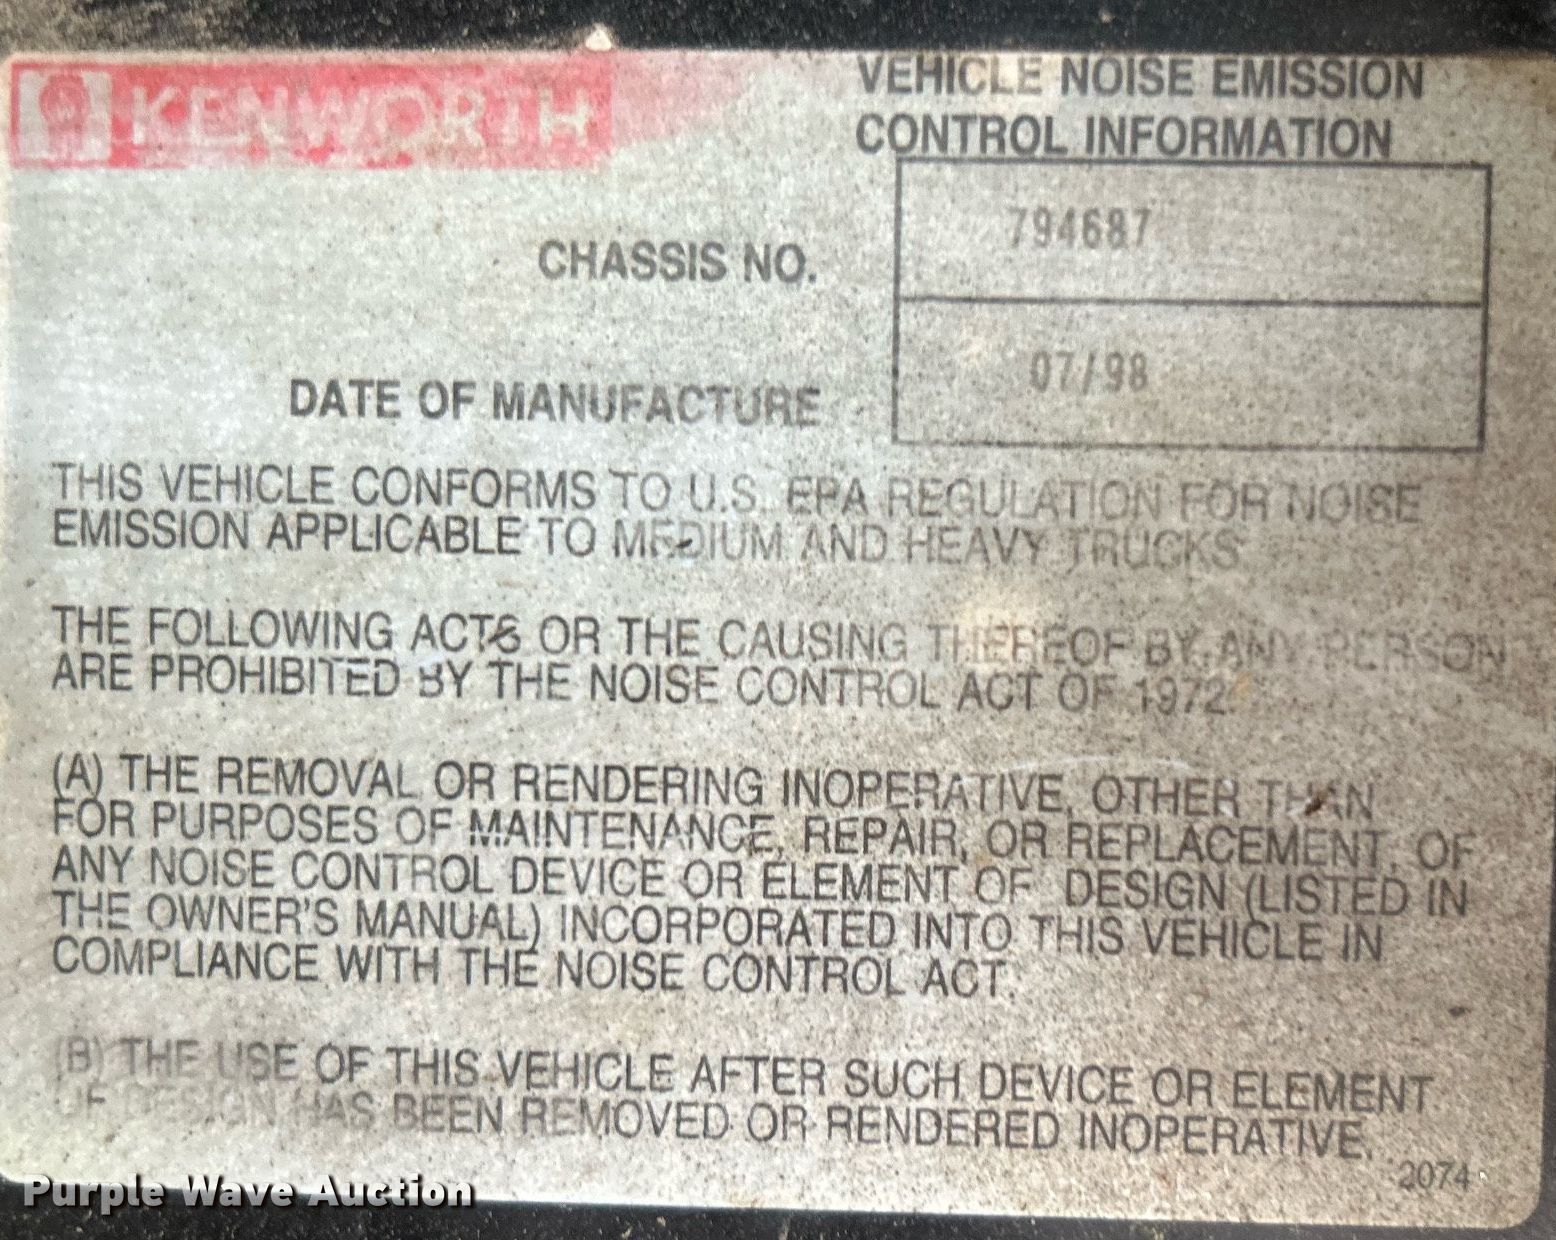 KENWORTH
VEHICLE NOISE EMISSION
CONTROL INFORMATION
CHASSIS NO.
794687
DATE OF MANUFACTURE
07/98
THIS VEHICLE CONFORMS TO U.S. EPA REGULATION FOR NOISE
EMISSION APPLICABLE TO MEDIUM AND HEAVY TRUCKS
THE FOLLOWING ACTS OR THE CAUSING THEREOF BY ANY PERSON
ARE PROHIBITED BY THE NOISE CONTROL ACT OF 1972
(A) THE REMOVAL OR RENDERING INOPERATIVE, OTHER THAN
FOR PURPOSES OF MAINTENANCE, REPAIR, OR REPLACEMENT, OF
ANY NOISE CONTROL DEVICE OR ELEMENT OF DESIGN (LISTED IN
THE OWNER'S MANUAL) INCORPORATED INTO THIS VEHICLE IN
COMPLIANCE WITH THE NOISE CONTROL ACT.
(B) THE USE OF THIS VEHICLE AFTER SUCH DEVICE OR ELEMENT
OF DESIGN HAS BEEN REMOVED OR RENDERED INOPERATIVE.
2074
Purple Wave Auction